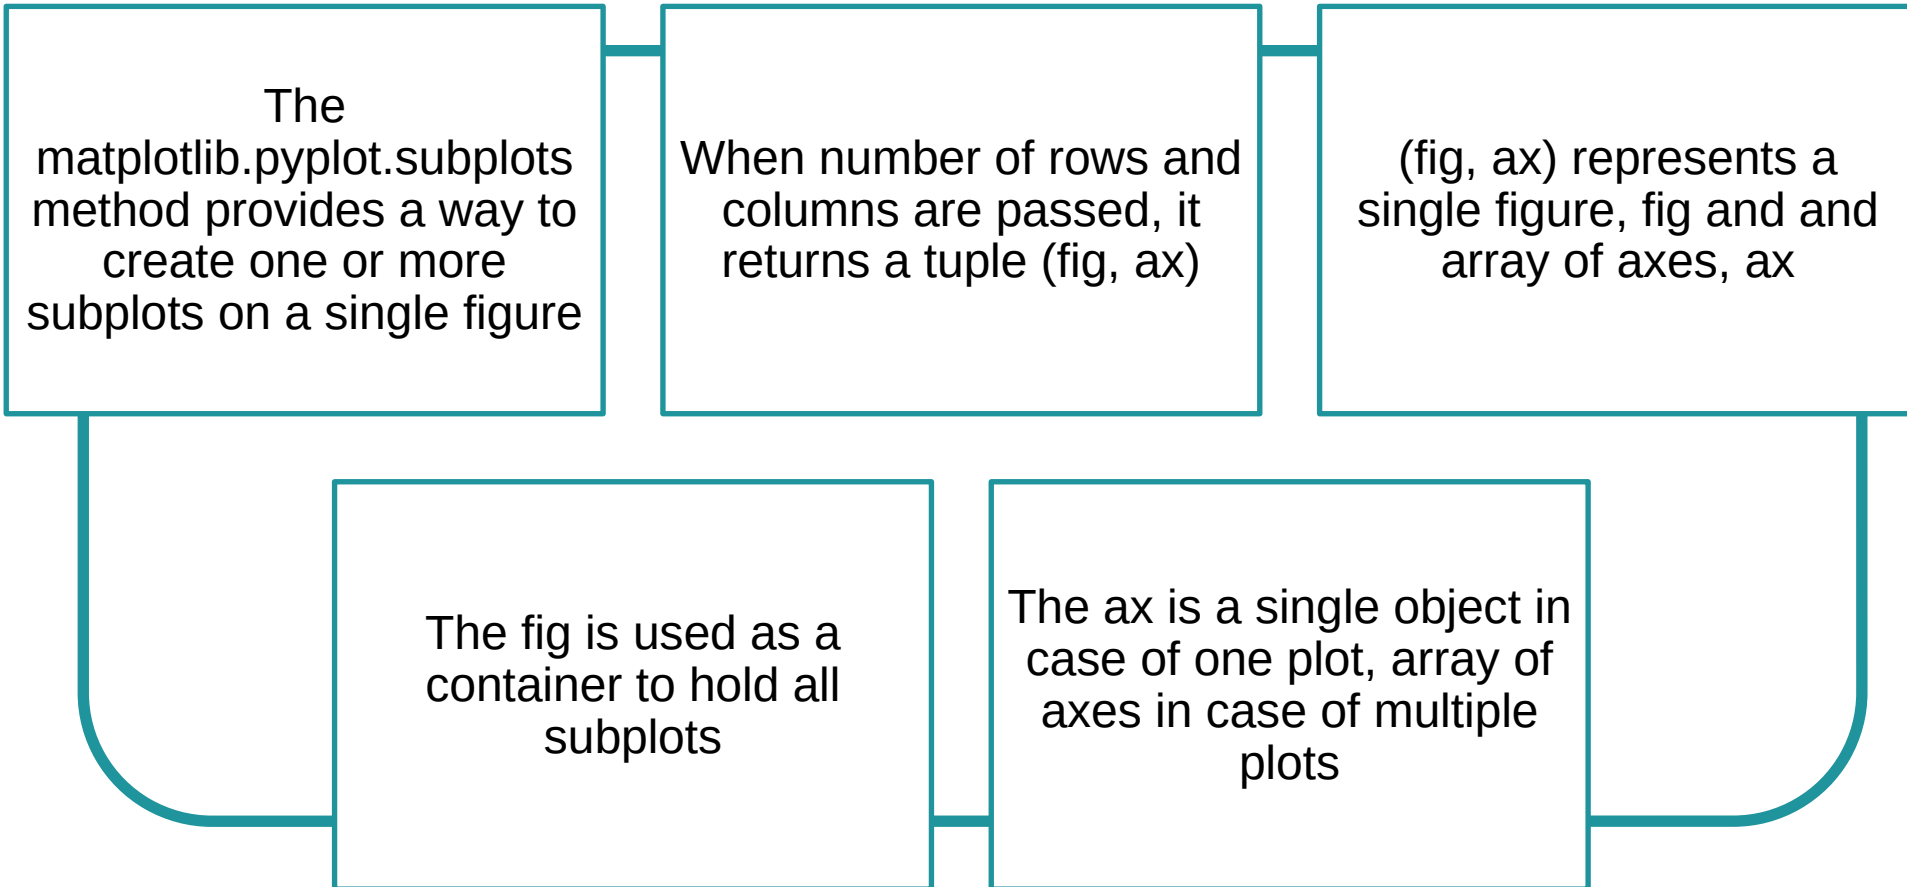 The
matplotlib.pyplot.subplots
method provides a way to
create one or more
subplots on a single figure
When number of rows and
columns are passed, it
returns a tuple (fig, ax)
(fig, ax) represents a
single figure, fig and and
array of axes, ax
The fig is used as a
container to hold all
subplots
The ax is a single object in
case of one plot, array of
axes in case of multiple
plots